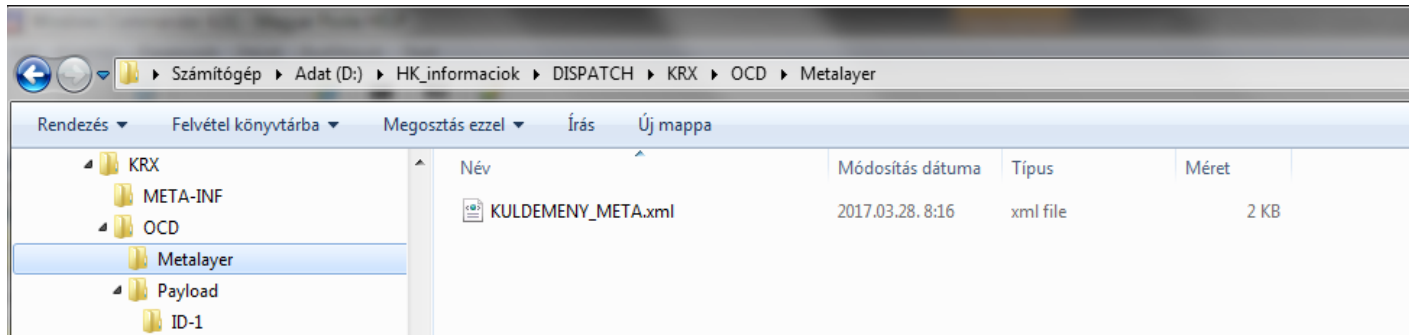 Számítógép Adat (D:) HK_informaciok DISPATCH KRX OCD Metalayer
Rendezés Felvétel könyvtárba Megosztás ezzel Írás Új mappa
KRX
META-INF
OCD
Metalayer
Payload
ID-1
Név Módosítás dátuma Típus Méret
KULDEMENY_META.xml 2017.03.28. 8:16 xml file 2 KB